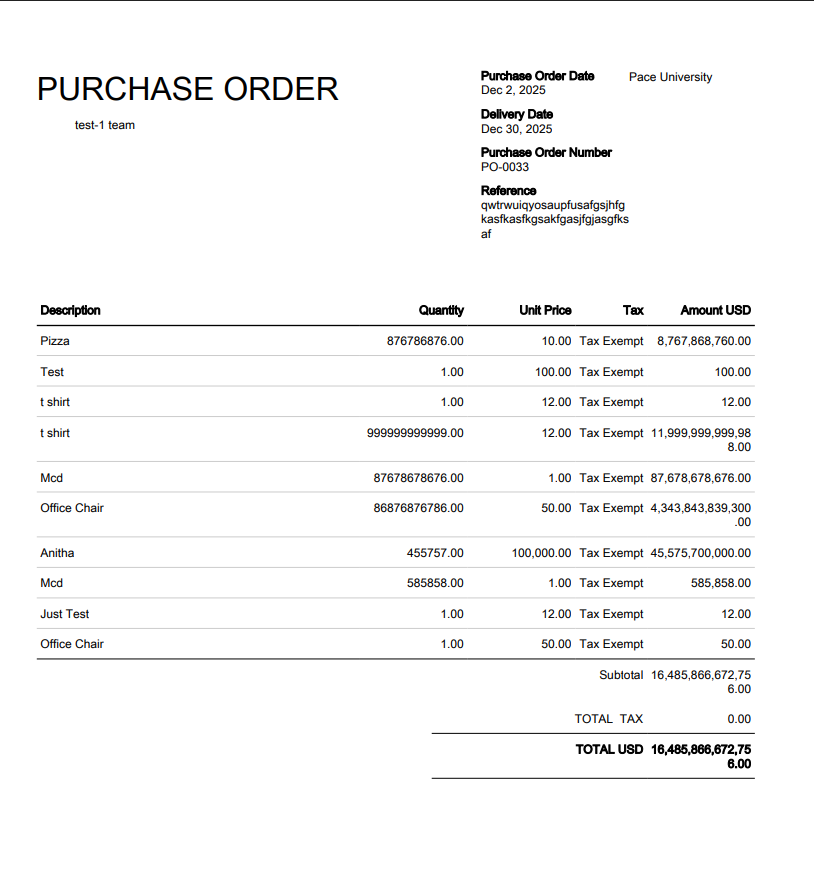 PURCHASE ORDER
test-1 team
Purchase Order Date
Dec 2, 2025
Delivery Date
Dec 30, 2025
Purchase Order Number
PO-0033
Reference
qwtrwuiqyosaupfusafgsjhfg
kasfkasfkgsakfgasjfgjasgfks
af
Pace University
Description Quantity Unit Price Tax Amount USD
Pizza 876786876.00 10.00 Tax Exempt 8,767,868,760.00
Test 1.00 100.00 Tax Exempt 100.00
t shirt 1.00 12.00 Tax Exempt 12.00
t shirt 999999999999.00 12.00 Tax Exempt 11,999,999,999,98
8.00
Mcd 87678678676.00 1.00 Tax Exempt 87,678,678,676.00
Office Chair 86876876786.00 50.00 Tax Exempt 4,343,843,839,300
.00
Anitha 455757.00 100,000.00 Tax Exempt 45,575,700,000.00
Mcd 585858.00 1.00 Tax Exempt 585,858.00
Just Test 1.00 12.00 Tax Exempt 12.00
Office Chair 1.00 50.00 Tax Exempt 50.00
Subtotal 16,485,866,672,75
6.00
TOTAL TAX 0.00
TOTAL USD 16,485,866,672,75
6.00